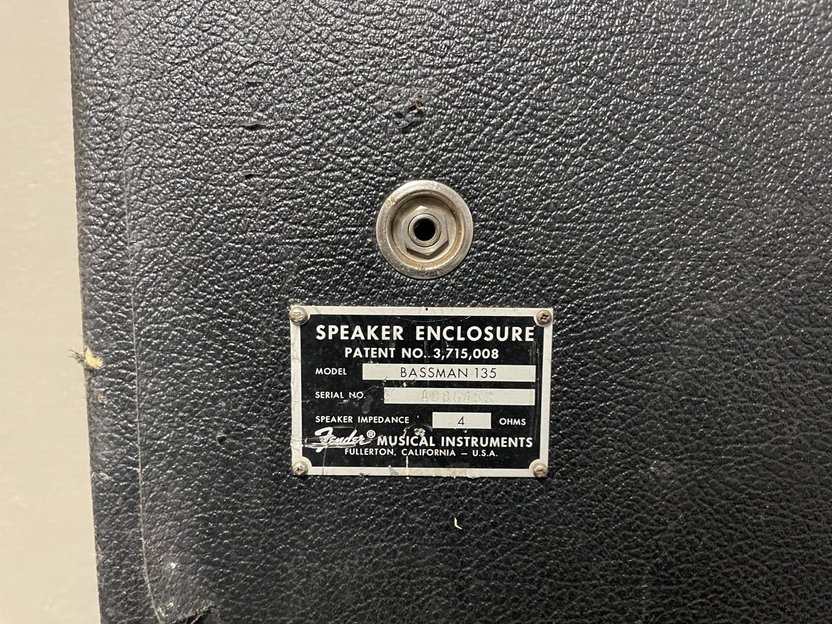 SPEAKER ENCLOSURE
PATENT NO. 3,715,008
MODEL BASSMAN 135
SERIAL NO.
SPEAKER IMPEDANCE 4 OHMS
Fender® MUSICAL INSTRUMENTS
FULLERTON, CALIFORNIA – U.S.A.